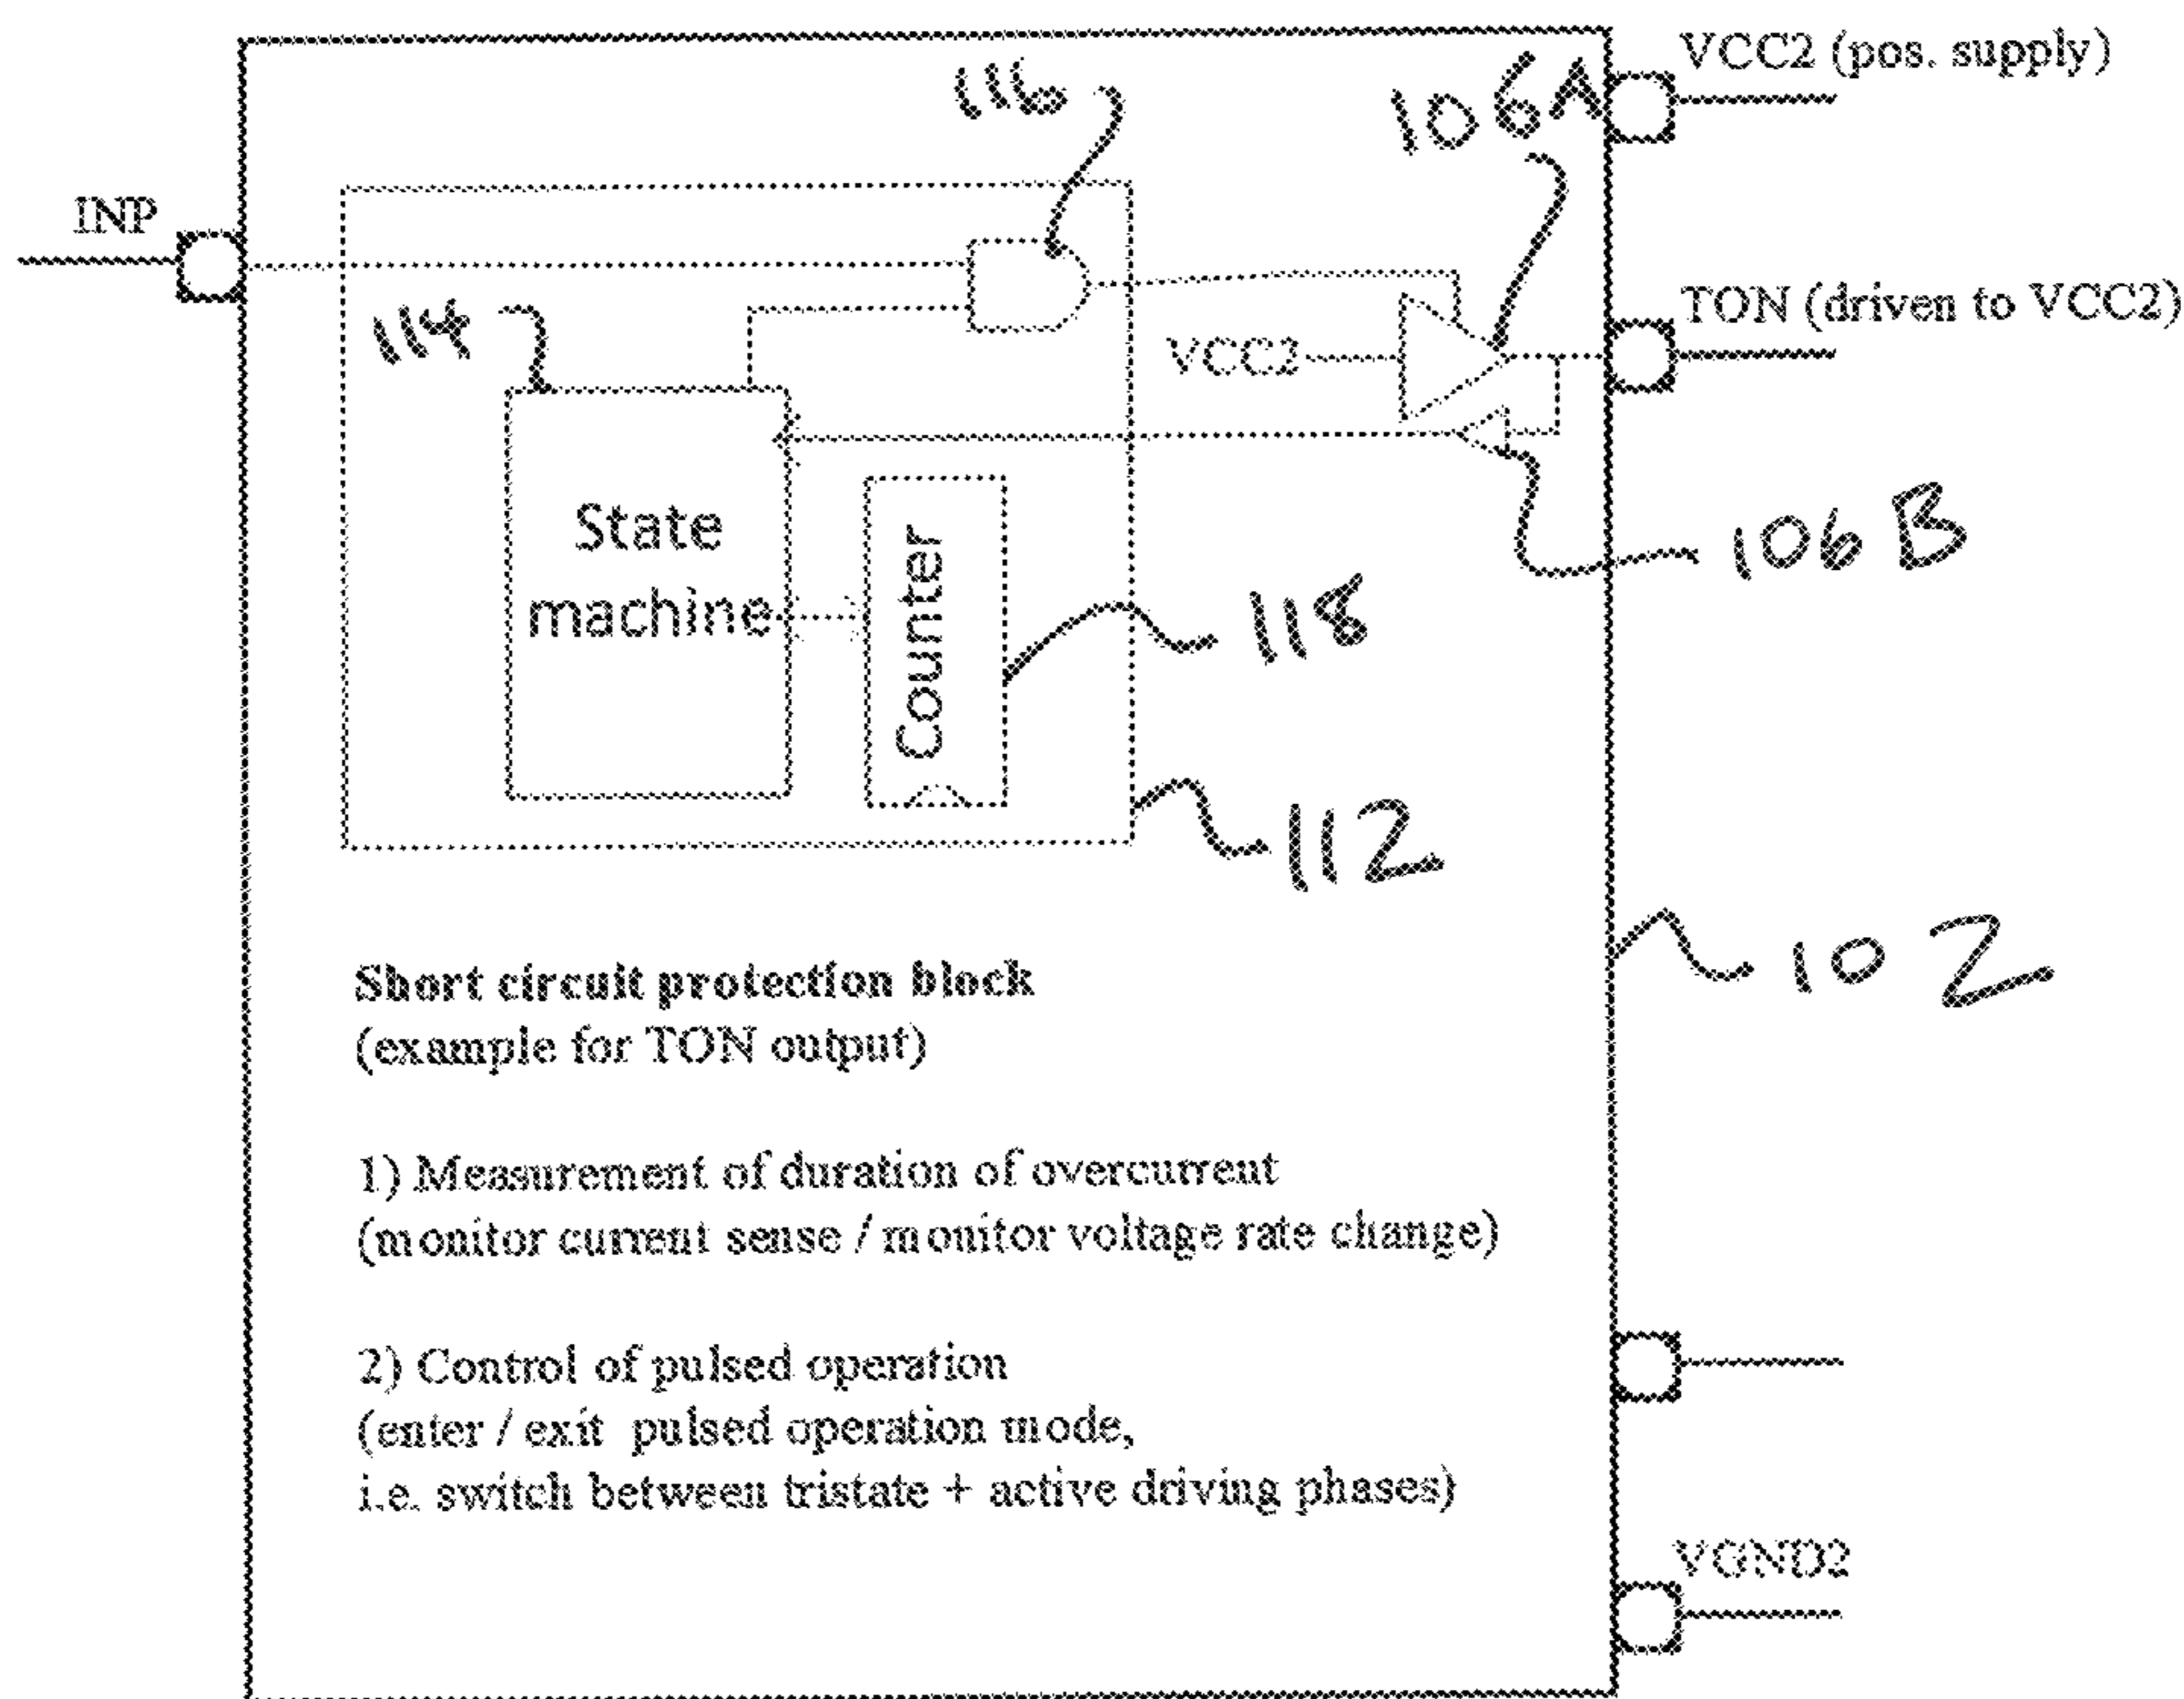 VCC2 (pos. supply)
116
106A
INP
TON (driven to VCC2)
114
VCC2
State
machine
Counter
106B
118
112
102
Short circuit protection block
(example for TON output)
1) Measurement of duration of overcurrent
(monitor current sense / monitor voltage rate change)
2) Control of pulsed operation
(enter / exit pulsed operation mode,
i.e. switch between tristate + active driving phases)
VGND2